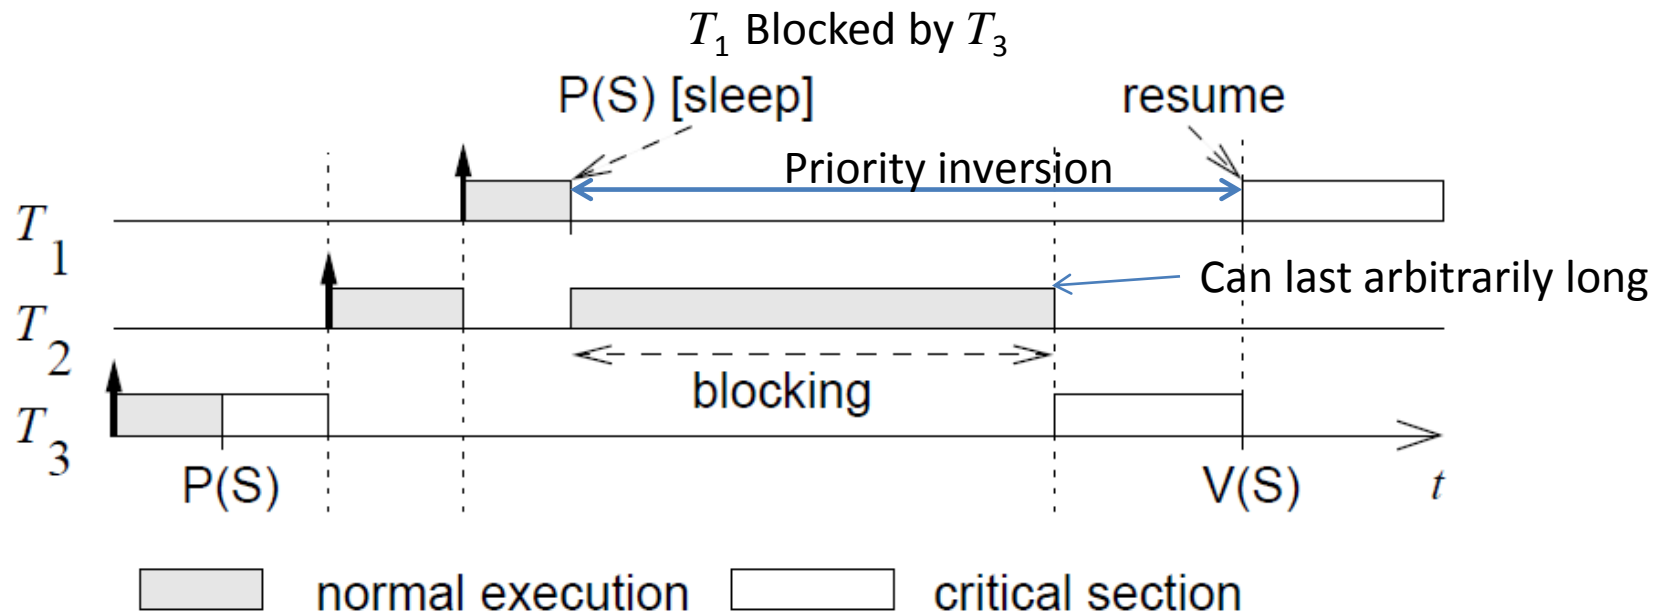 T1 Blocked by T3
P(S) [sleep]
resume
Priority inversion
T1
Can last arbitrarily long
T2
blocking
T3
P(S)
V(S)
t
normal execution
critical section